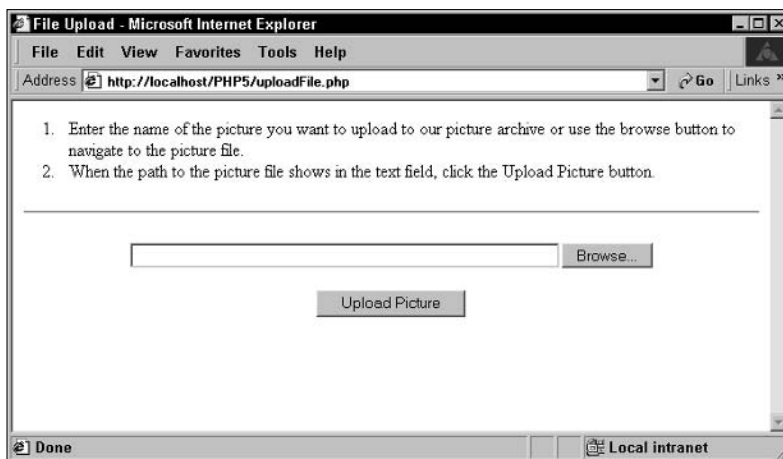 File Upload - Microsoft Internet Explorer
File Edit View Favorites Tools Help
Address http://localhost/PHP5/uploadFile.php Go Links »
1. Enter the name of the picture you want to upload to our picture archive or use the browse button to
navigate to the picture file.
2. When the path to the picture file shows in the text field, click the Upload Picture button.
Browse...
Upload Picture
Done Local intranet